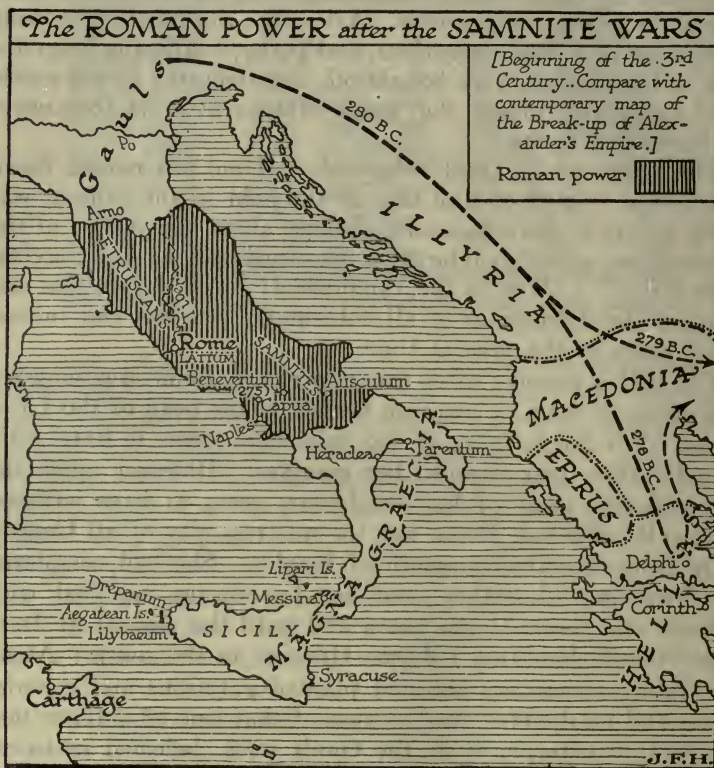 The ROMAN POWER after the SAMNITE WARS
[Beginning of the 3rd
Century.. Compare with
contemporary map of
the Break-up of Alex-
ander's Empire.]
Roman power
Gauls
280 B.C.
Po
ILLYRIA
Arno
ETRUSCANS
Tiber
279 B.C.
Rome
LATIUM
SAMNITES
Beneventum
(275)
Capua
Ausculum
MACEDONIA
Naples
Heraclea
Tarentum
278 B.C.
EPIRUS
MAGNA GRAECIA
Delphi
Lipari Is.
Drepanum
Messina
Corinth
Aegatean Is.
Lilybaeum
SICILY
HELLAS
Syracuse
Carthage
J.F.H.